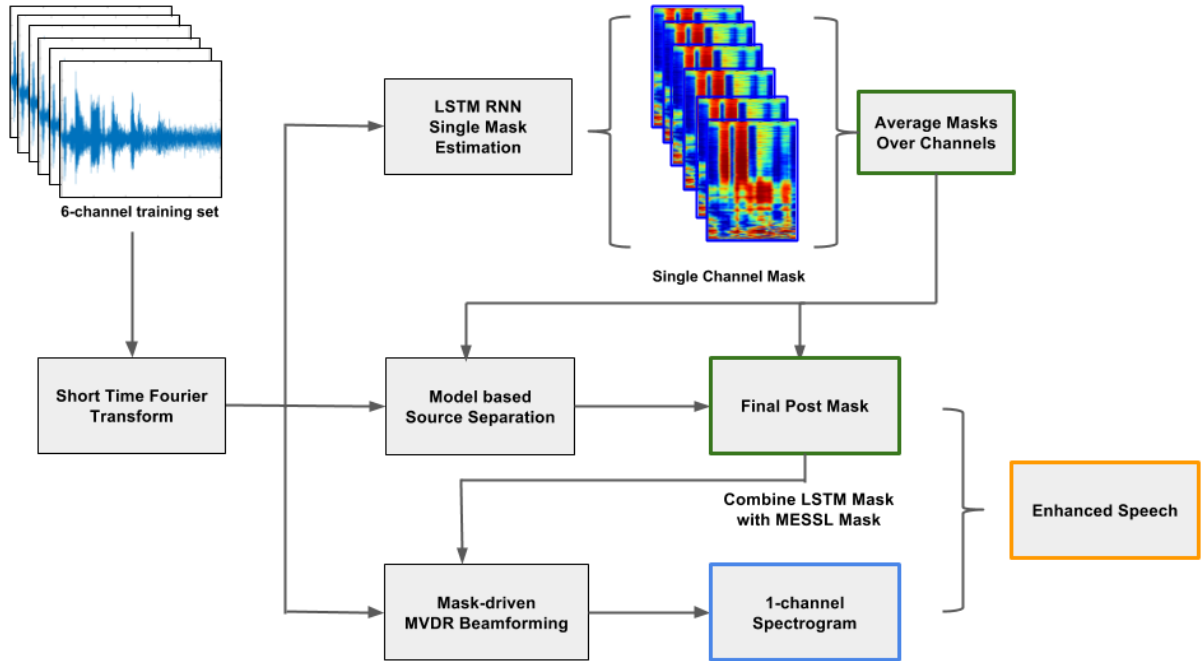 6-channel training set
LSTM RNN
Single Mask
Estimation
Single Channel Mask
Average Masks
Over Channels
Short Time Fourier
Transform
Model based
Source Separation
Final Post Mask
Combine LSTM Mask
with MESSL Mask
Mask-driven
MVDR Beamforming
1-channel
Spectrogram
Enhanced Speech